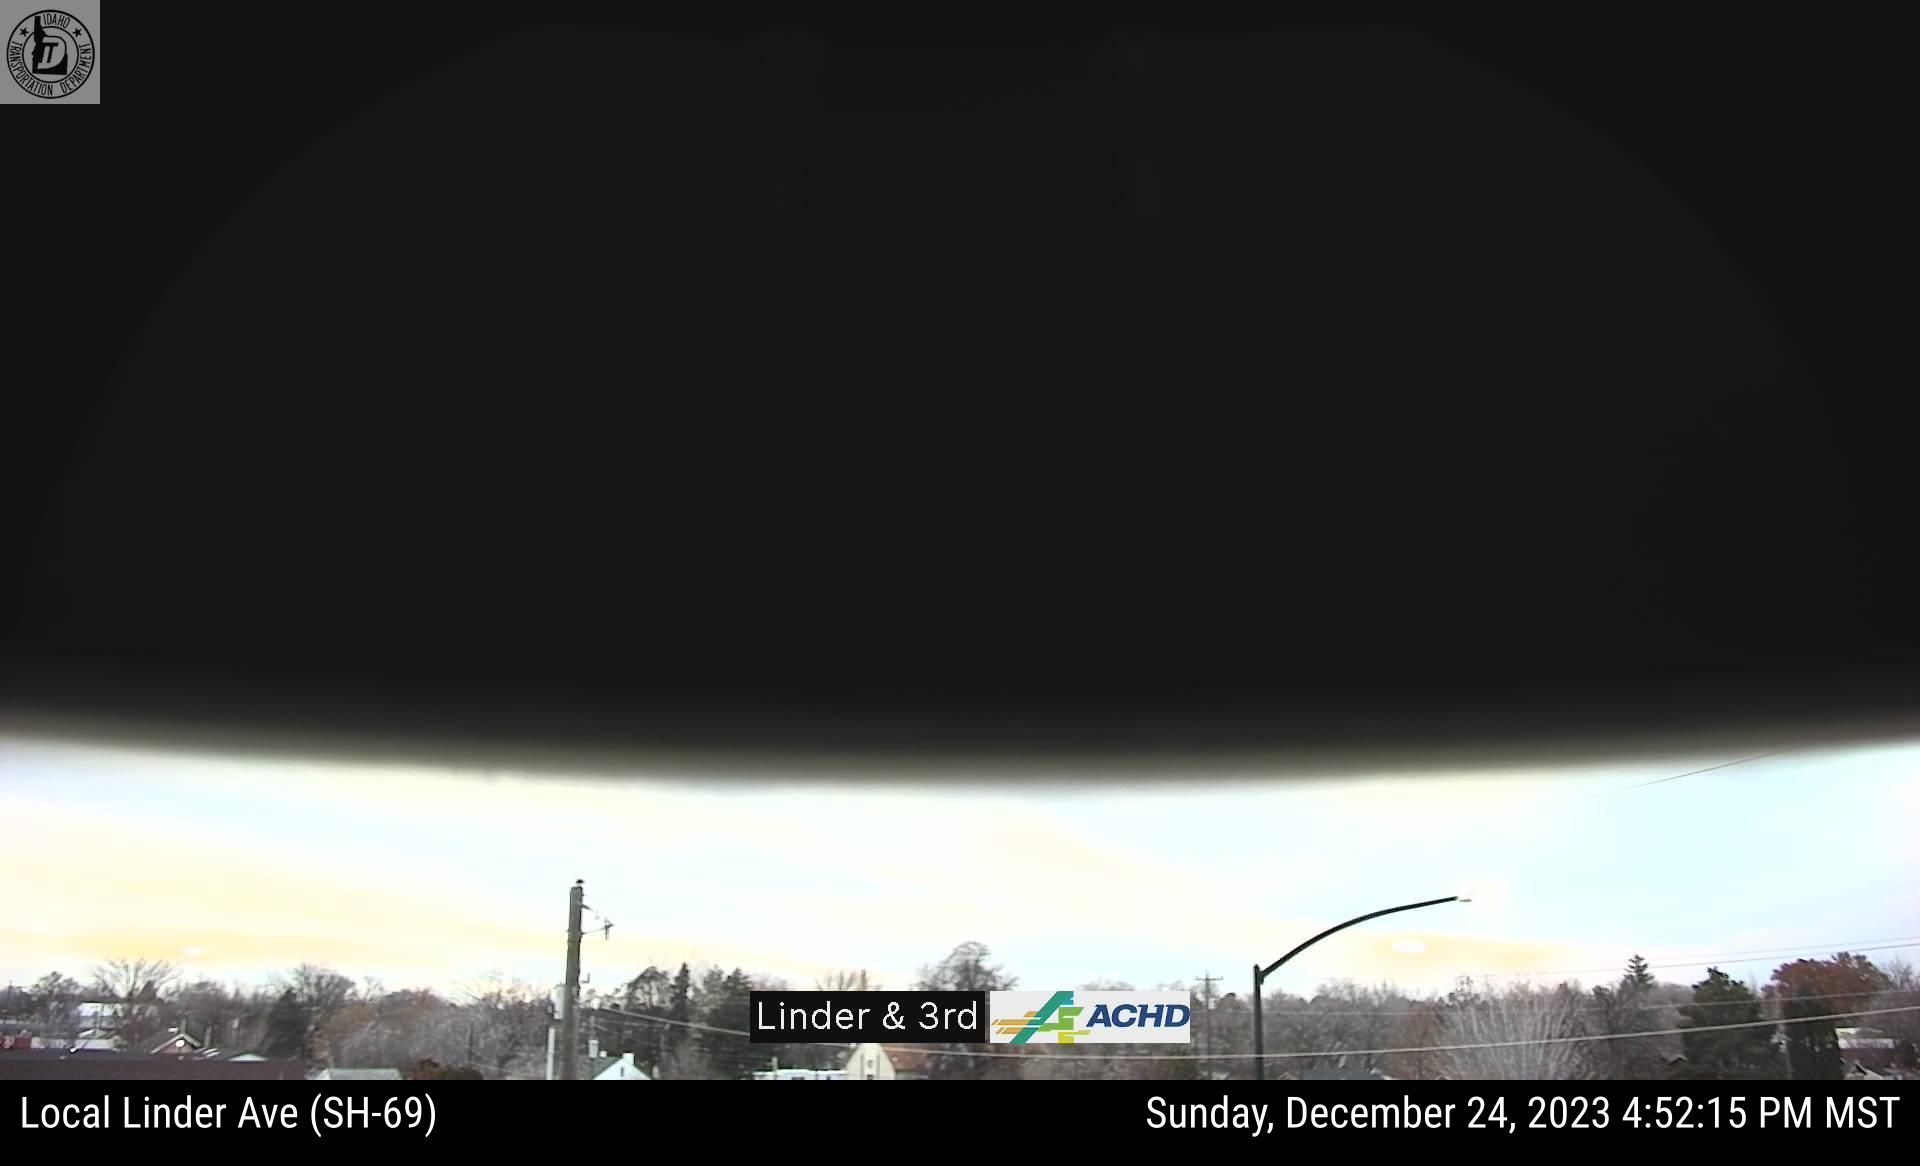 IDAHO
TRANSPORTATION DEPARTMENT
ITD
Linder & 3rd
ACHD
Local Linder Ave (SH-69)
Sunday, December 24, 2023 4:52:15 PM MST